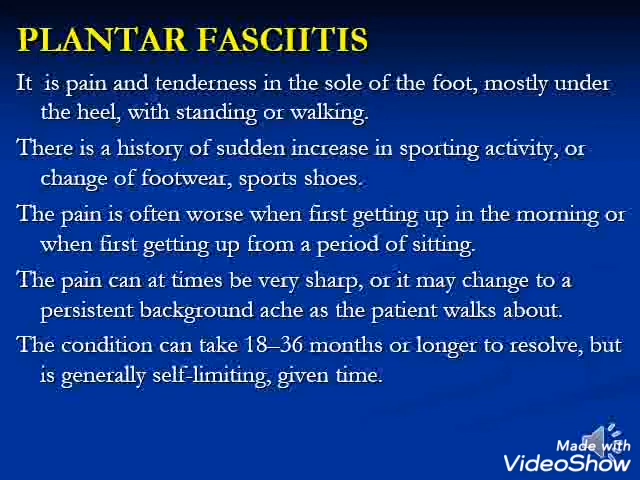 PLANTAR FASCIITIS
It is pain and tenderness in the sole of the foot, mostly under
the heel, with standing or walking.
There is a history of sudden increase in sporting activity, or
change of footwear, sports shoes.
The pain is often worse when first getting up in the morning or
when first getting up from a period of sitting.
The pain can at times be very sharp, or it may change to a
persistent background ache as the patient walks about.
The condition can take 18–36 months or longer to resolve, but
is generally self-limiting, given time.
Made with
VideoShow